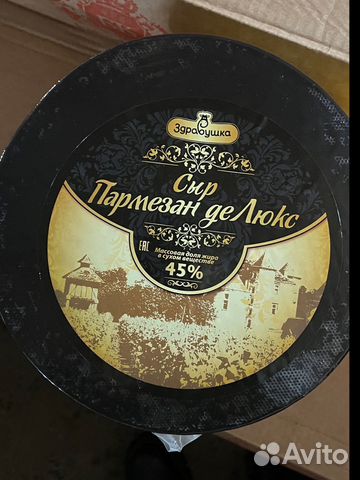 Здравушка
Сыр
Пармезан де Люкс
EAC
Массовая доля жира
в сухом веществе
45%
Avito